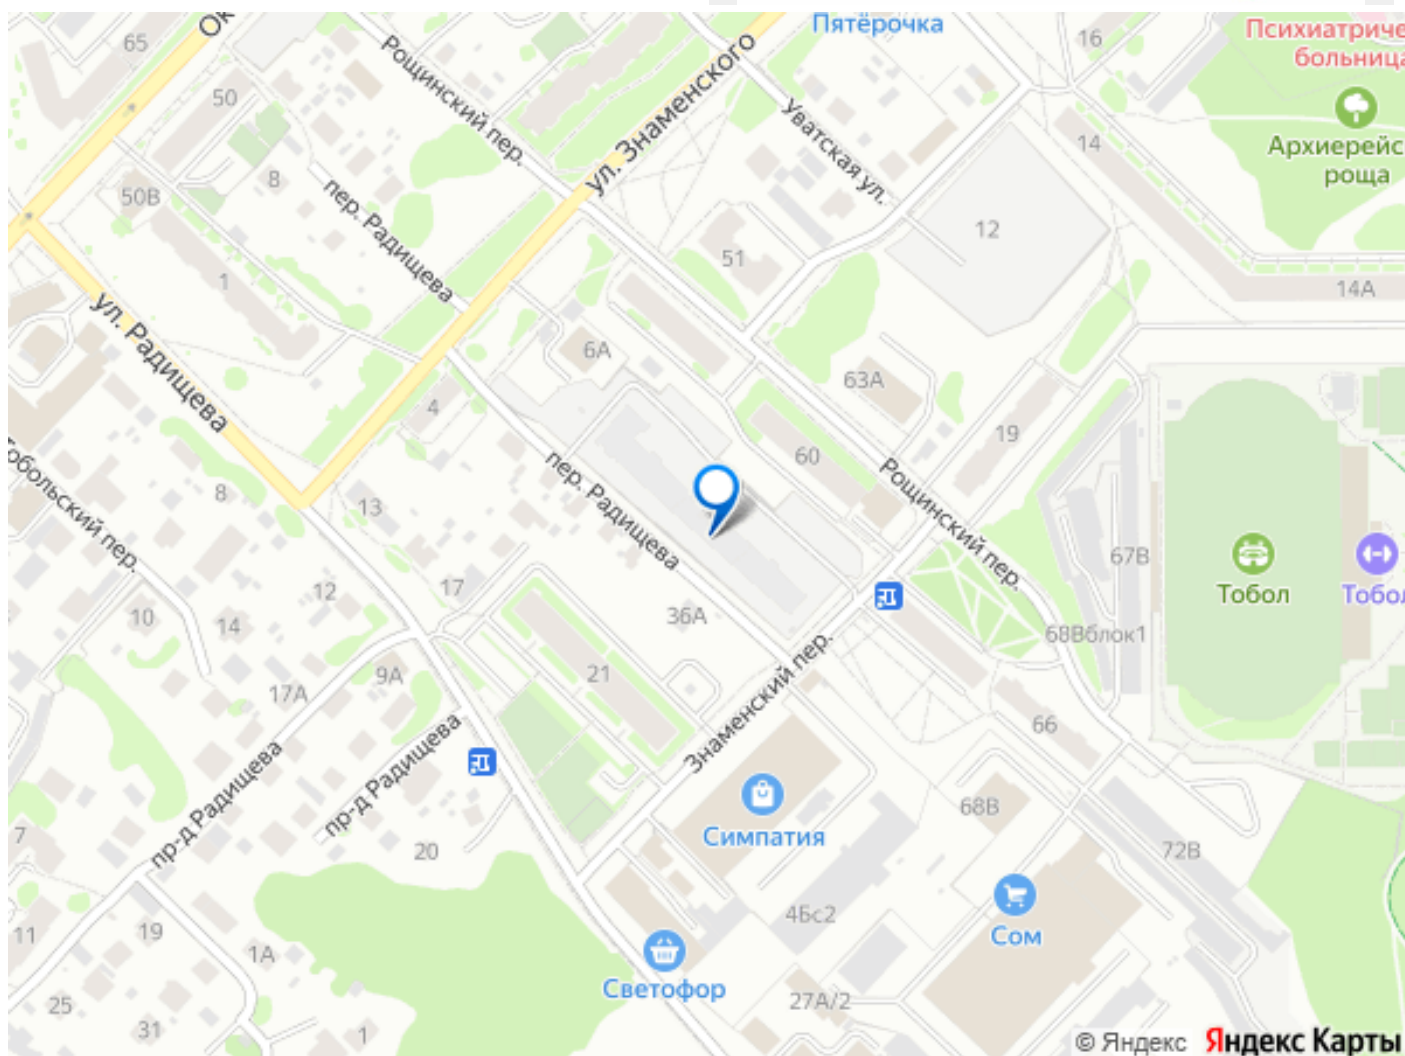 Пятёрочка
16
Психиатриче
больница
65
Ок
Рощинский пер.
ул. Знаменского
50
Уватская ул.
14
Архиерейс
роща
8
50В
пер. Радищева
12
51
1
14А
ул. Радищева
6А
63А
4
19
60
пер. Радищева
Рощинский пер.
Тобольский пер.
8
13
67В
Тобол
Тобол
12
17
10
14
36А
68Вблок1
Знаменский пер.
21
9А
17А
66
пр-д Радищева
пр-д Радищева
68В
Симпатия
7
20
72В
4Бс2
Сом
11
19
1А
Светофор
25
27А/2
31
1
© Яндекс Яндекс Карты